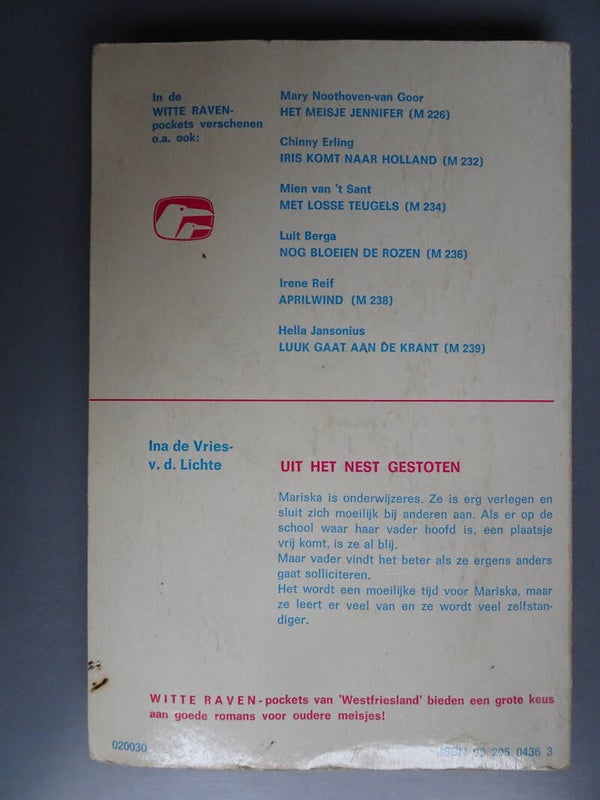 In de
WITTE RAVEN-
pockets verschenen
o.a. ook:
Mary Noothoven-van Goor
HET MEISJE JENNIFER (M 226)
Chinny Erling
IRIS KOMT NAAR HOLLAND (M 232)
Mien van 't Sant
MET LOSSE TEUGELS (M 234)
Luit Berga
NOG BLOEIEN DE ROZEN (M 236)
Irene Reif
APRILWIND (M 238)
Hella Jansonius
LUUK GAAT AAN DE KRANT (M 239)
Ina de Vries-
v. d. Lichte
UIT HET NEST GESTOTEN
Mariska is onderwijzeres. Ze is erg verlegen en
sluit zich moeilijk bij anderen aan. Als er op de
school waar haar vader hoofd is, een plaatsje
vrij komt, is ze al blij.
Maar vader vindt het beter als ze ergens anders
gaat solliciteren.
Het wordt een moeilijke tijd voor Mariska, maar
ze leert er veel van en ze wordt veel zelfstan-
diger.
WITTE RAVEN-pockets van 'Westfriesland' bieden een grote keus
aan goede romans voor oudere meisjes!
020030
ISBN 90 205 0436 3